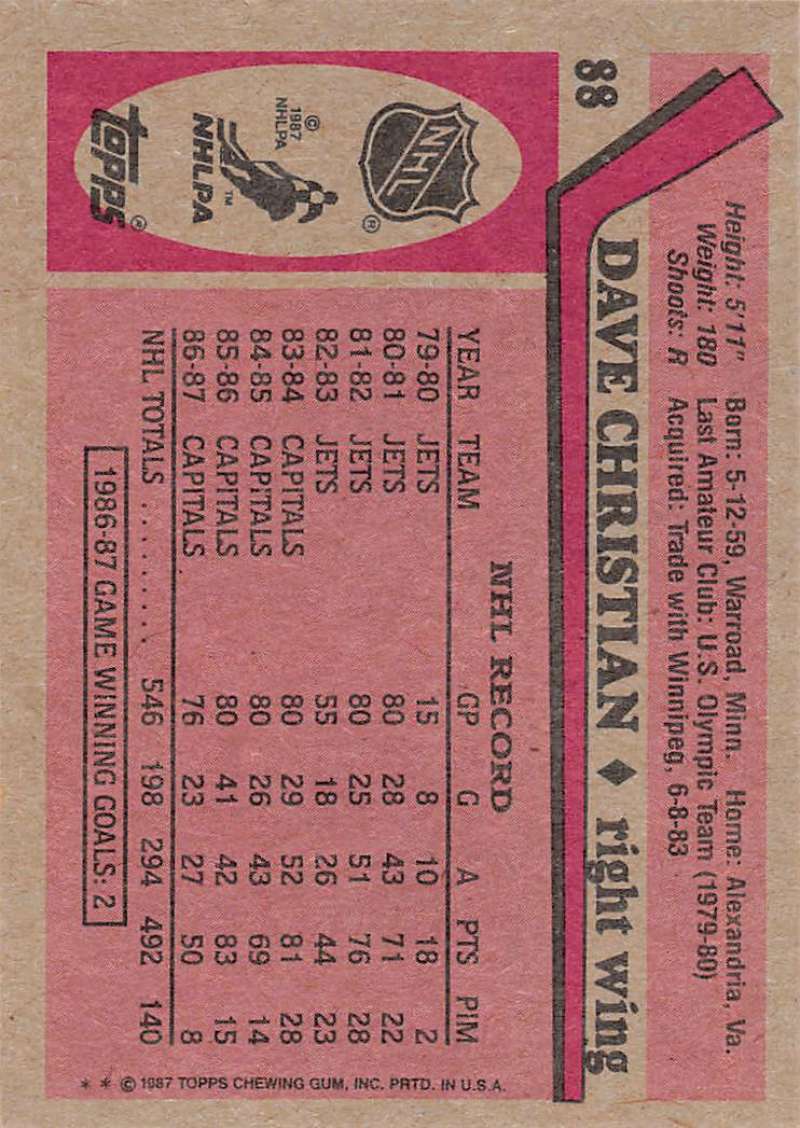 88
DAVE CHRISTIAN ♦ right wing
Height: 5'11" Born: 5-12-59, Warroad, Minn. Home: Alexandria, Va.
Weight: 180 Last Amateur Club: U.S. Olympic Team (1979-80)
Shoots: R Acquired: Trade with Winnipeg, 6-8-83
NHL
®
© 1987 NHLPA
NHLPA
™
topps
®
NHL RECORD
YEAR TEAM GP G A PTS PIM
79-80 JETS 15 8 10 18 2
80-81 JETS 80 28 43 71 22
81-82 JETS 80 25 51 76 28
82-83 JETS 55 18 26 44 23
83-84 CAPITALS 80 29 52 81 28
84-85 CAPITALS 80 26 43 69 14
85-86 CAPITALS 80 41 42 83 15
86-87 CAPITALS 76 23 27 50 8
NHL TOTALS ......... 546 198 294 492 140
1986-87 GAME WINNING GOALS: 2
* * © 1987 TOPPS CHEWING GUM, INC. PRTD. IN U.S.A.